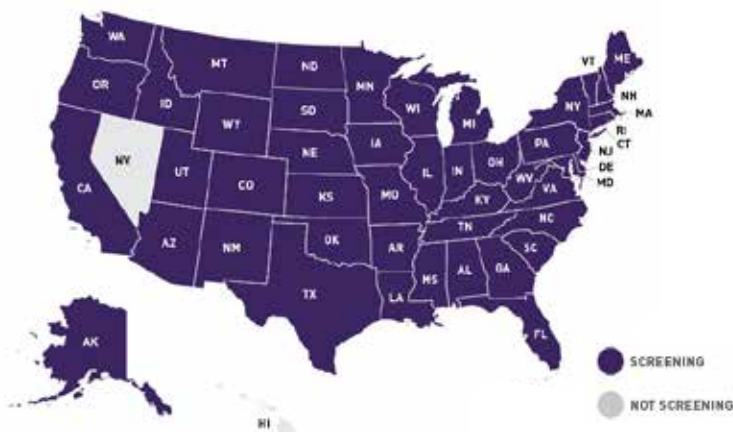 WA
MT
ND
MN
VT
ME
OR
ID
SD
WI
NY
NH
MA
WY
MI
RI
CT
NV
IA
PA
NJ
NE
OH
DE
UT
IL
IN
MD
CA
CO
WV
VA
KS
MO
KY
NC
TN
AZ
NM
OK
AR
SC
MS
AL
GA
TX
LA
FL
AK
SCREENING
NOT SCREENING
HI